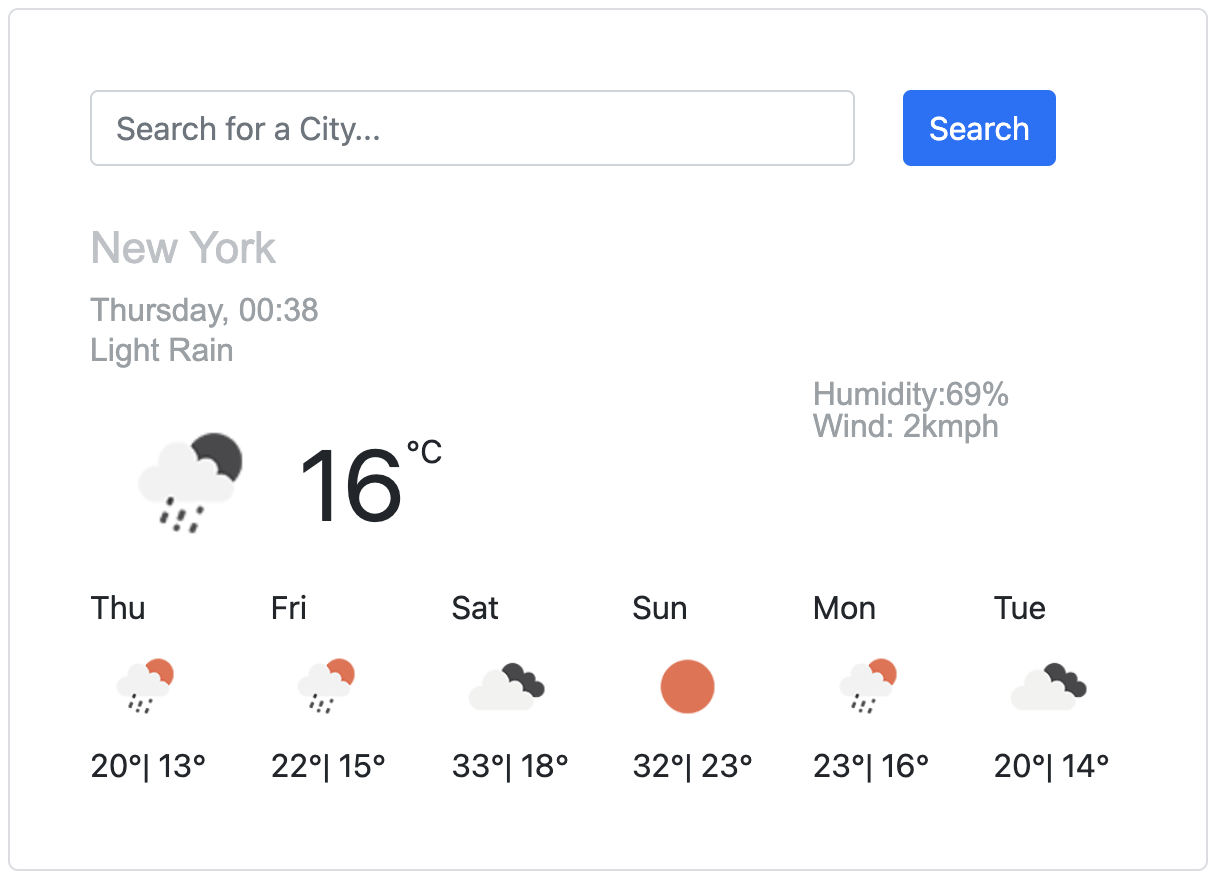 Search for a City...
Search
New York
Thursday, 00:38
Light Rain
Humidity:69%
Wind: 2kmph
16°C
Thu Fri Sat Sun Mon Tue
20°| 13° 22°| 15° 33°| 18° 32°| 23° 23°| 16° 20°| 14°